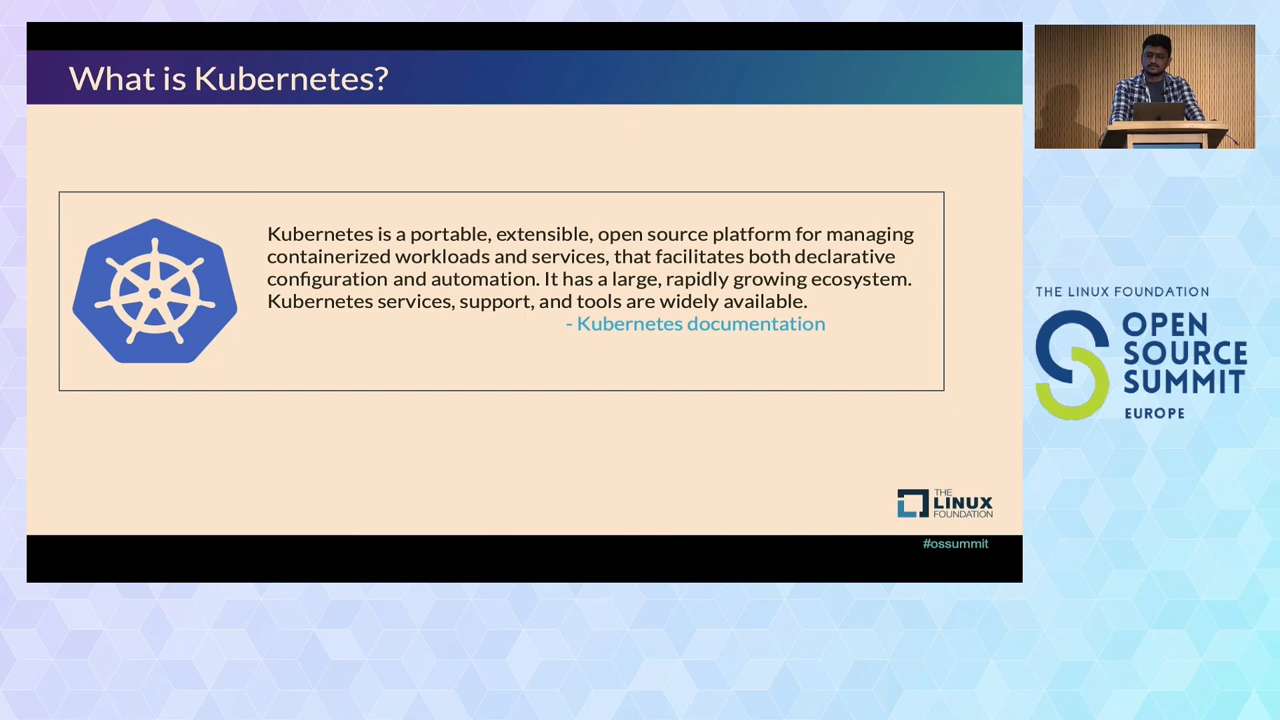 What is Kubernetes?
Kubernetes is a portable, extensible, open source platform for managing
containerized workloads and services, that facilitates both declarative
configuration and automation. It has a large, rapidly growing ecosystem.
Kubernetes services, support, and tools are widely available.
- Kubernetes documentation
THE
LINUX
FOUNDATION
#ossummit
THE LINUX FOUNDATION
OPEN
SOURCE
SUMMIT
EUROPE